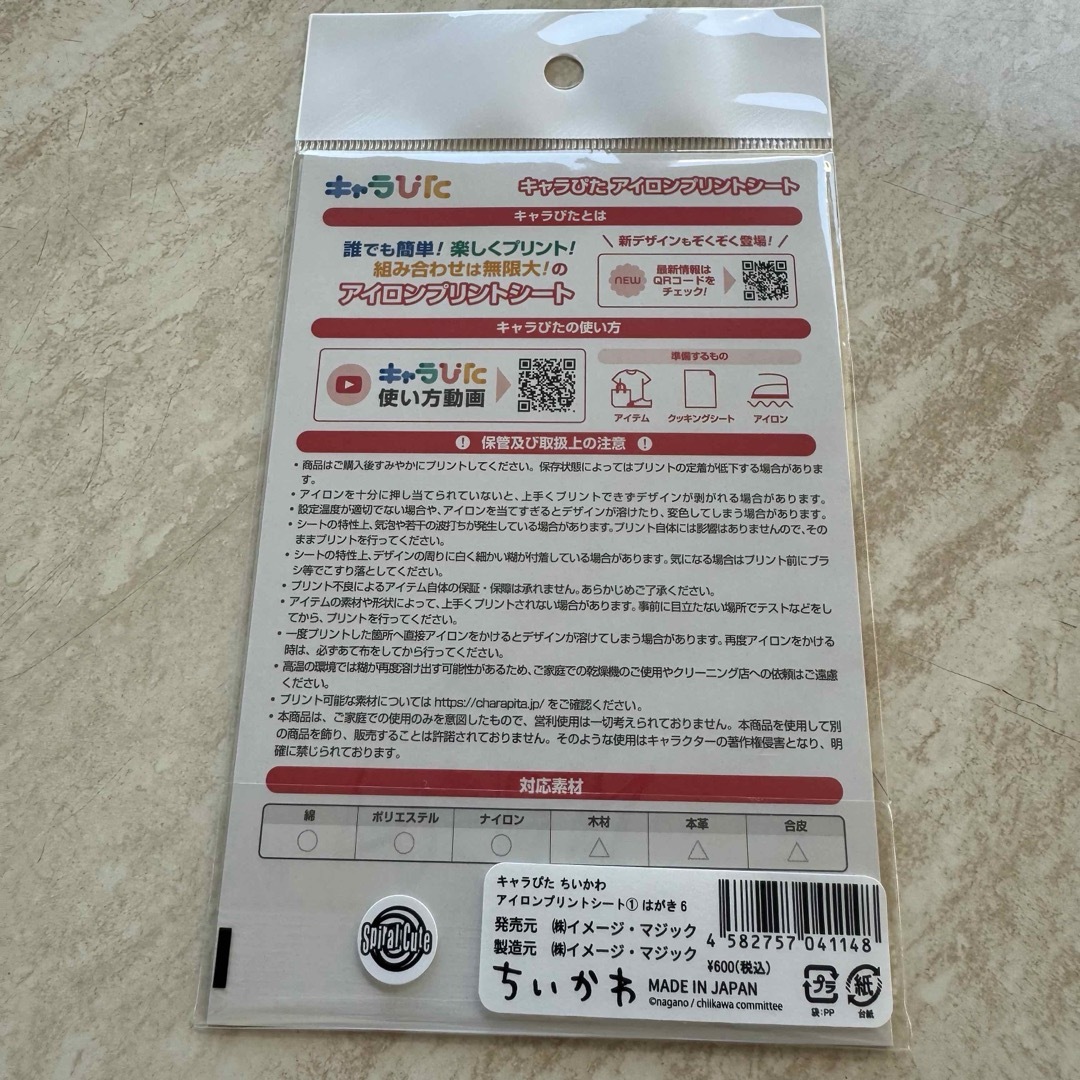 キャラぴた
キャラぴた アイロンプリントシート
キャラぴたとは
誰でも簡単! 楽しくプリント!
組み合わせは無限大!の
アイロンプリントシート
新デザインもぞくぞく登場!
NEW
最新情報は
QRコードを
チェック!
キャラぴたの使い方
キャラぴた
使い方動画
準備するもの
アイテム
クッキングシート
アイロン
! 保管及び取扱上の注意 !
・商品はご購入後すみやかにプリントしてください。保存状態によってはプリントの定着が低下する場合がありま
す。
・アイロンを十分に押し当てられていないと、上手くプリントできずデザインが剥がれる場合があります。
・設定温度が適切でない場合や、アイロンを当てすぎるとデザインが溶けたり、変色してしまう場合があります。
・シートの特性上、気泡や若干の波打ちが発生している場合があります。プリント自体には影響はありませんので、その
ままプリントを行ってください。
・シートの特性上、デザインの周りに白く細かい糊が付着している場合があります。気になる場合はプリント前にブラ
シ等でこすり落としてください。
・プリント不良によるアイテム自体の保証・保障は承れません。あらかじめご了承ください。
・アイテムの素材や形状によって、上手くプリントされない場合があります。事前に目立たない場所でテストなどをし
てから、プリントを行ってください。
・一度プリントした箇所へ直接アイロンをかけるとデザインが溶けてしまう場合があります。再度アイロンをかける
時は、必ずあて布をしてから行ってください。
・高温の環境では糊が再度溶け出す可能性があるため、ご家庭での乾燥機のご使用やクリーニング店への依頼はご遠慮
ください。
・プリント可能な素材については https://charapita.jp/ をご確認ください。
・本商品は、ご家庭での使用のみを意図したもので、営利使用は一切考えられておりません。本商品を使用して別
の商品を飾り、販売することは許諾されておりません。そのような使用はキャラクターの著作権侵害となり、明
確に禁じられております。
対応素材
綿 ポリエステル ナイロン 木材 本革 合皮
○ ○ ○ △ △ △
Spiral Cute
キャラぴた ちいかわ
アイロンプリントシート① はがき 6
発売元 ㈱イメージ・マジック
製造元 ㈱イメージ・マジック
4 582757 041148
¥600(税込)
ちいかわ
MADE IN JAPAN
©nagano / chiikawa committee
プラ
袋:PP
紙
台紙